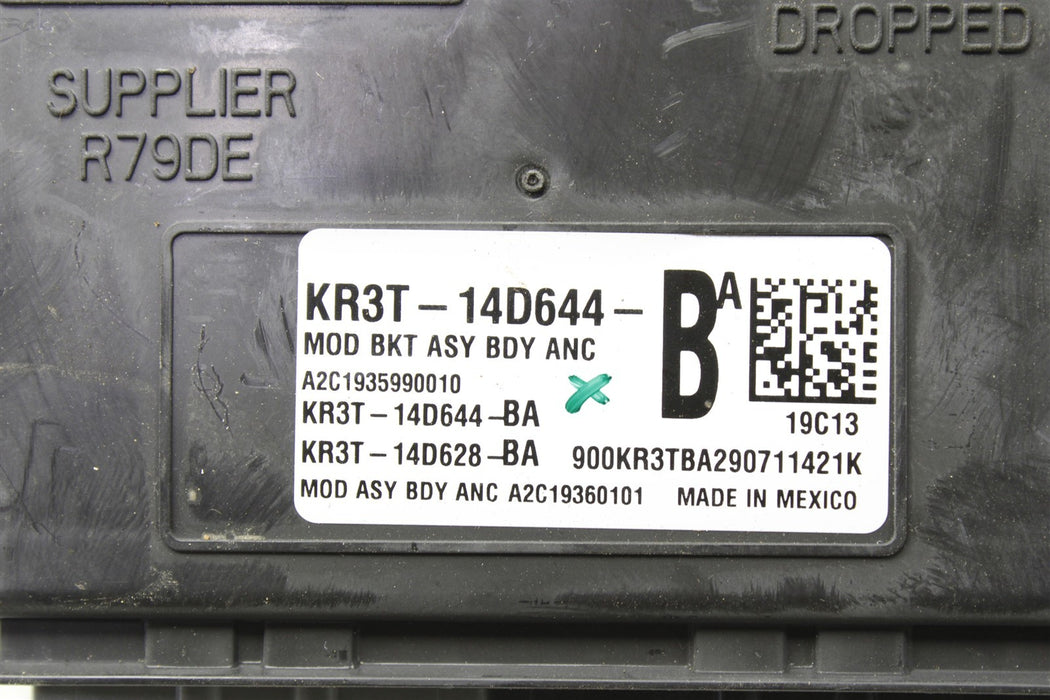 DROPPED
SUPPLIER
R79DE
KR3T-14D644-BA
MOD BKT ASY BDY ANC
A2C1935990010
KR3T-14D644-BA
19C13
KR3T-14D628-BA 900KR3TBA290711421K
MOD ASY BDY ANC A2C19360101 MADE IN MEXICO